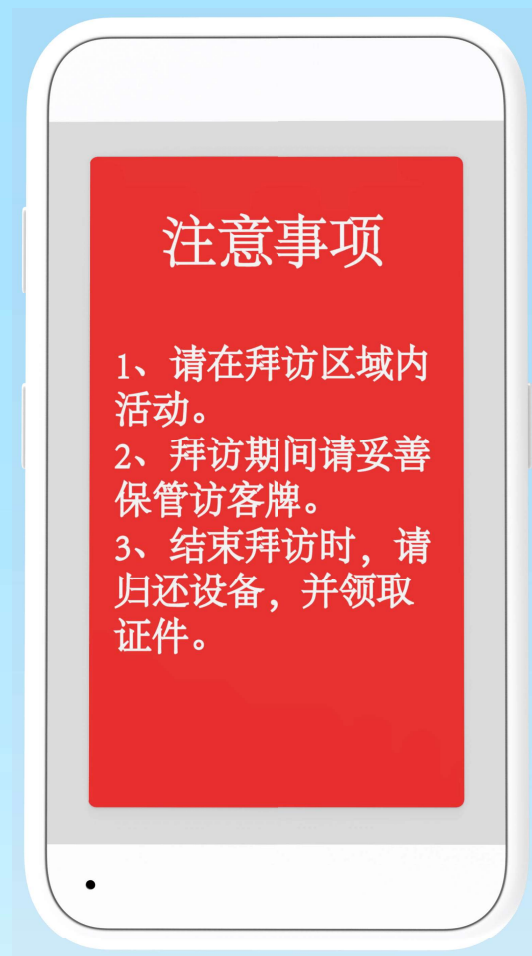 注意事项
1、请在拜访区域内
活动。
2、拜访期间请妥善
保管访客牌。
3、结束拜访时，请
归还设备，并领取
证件。